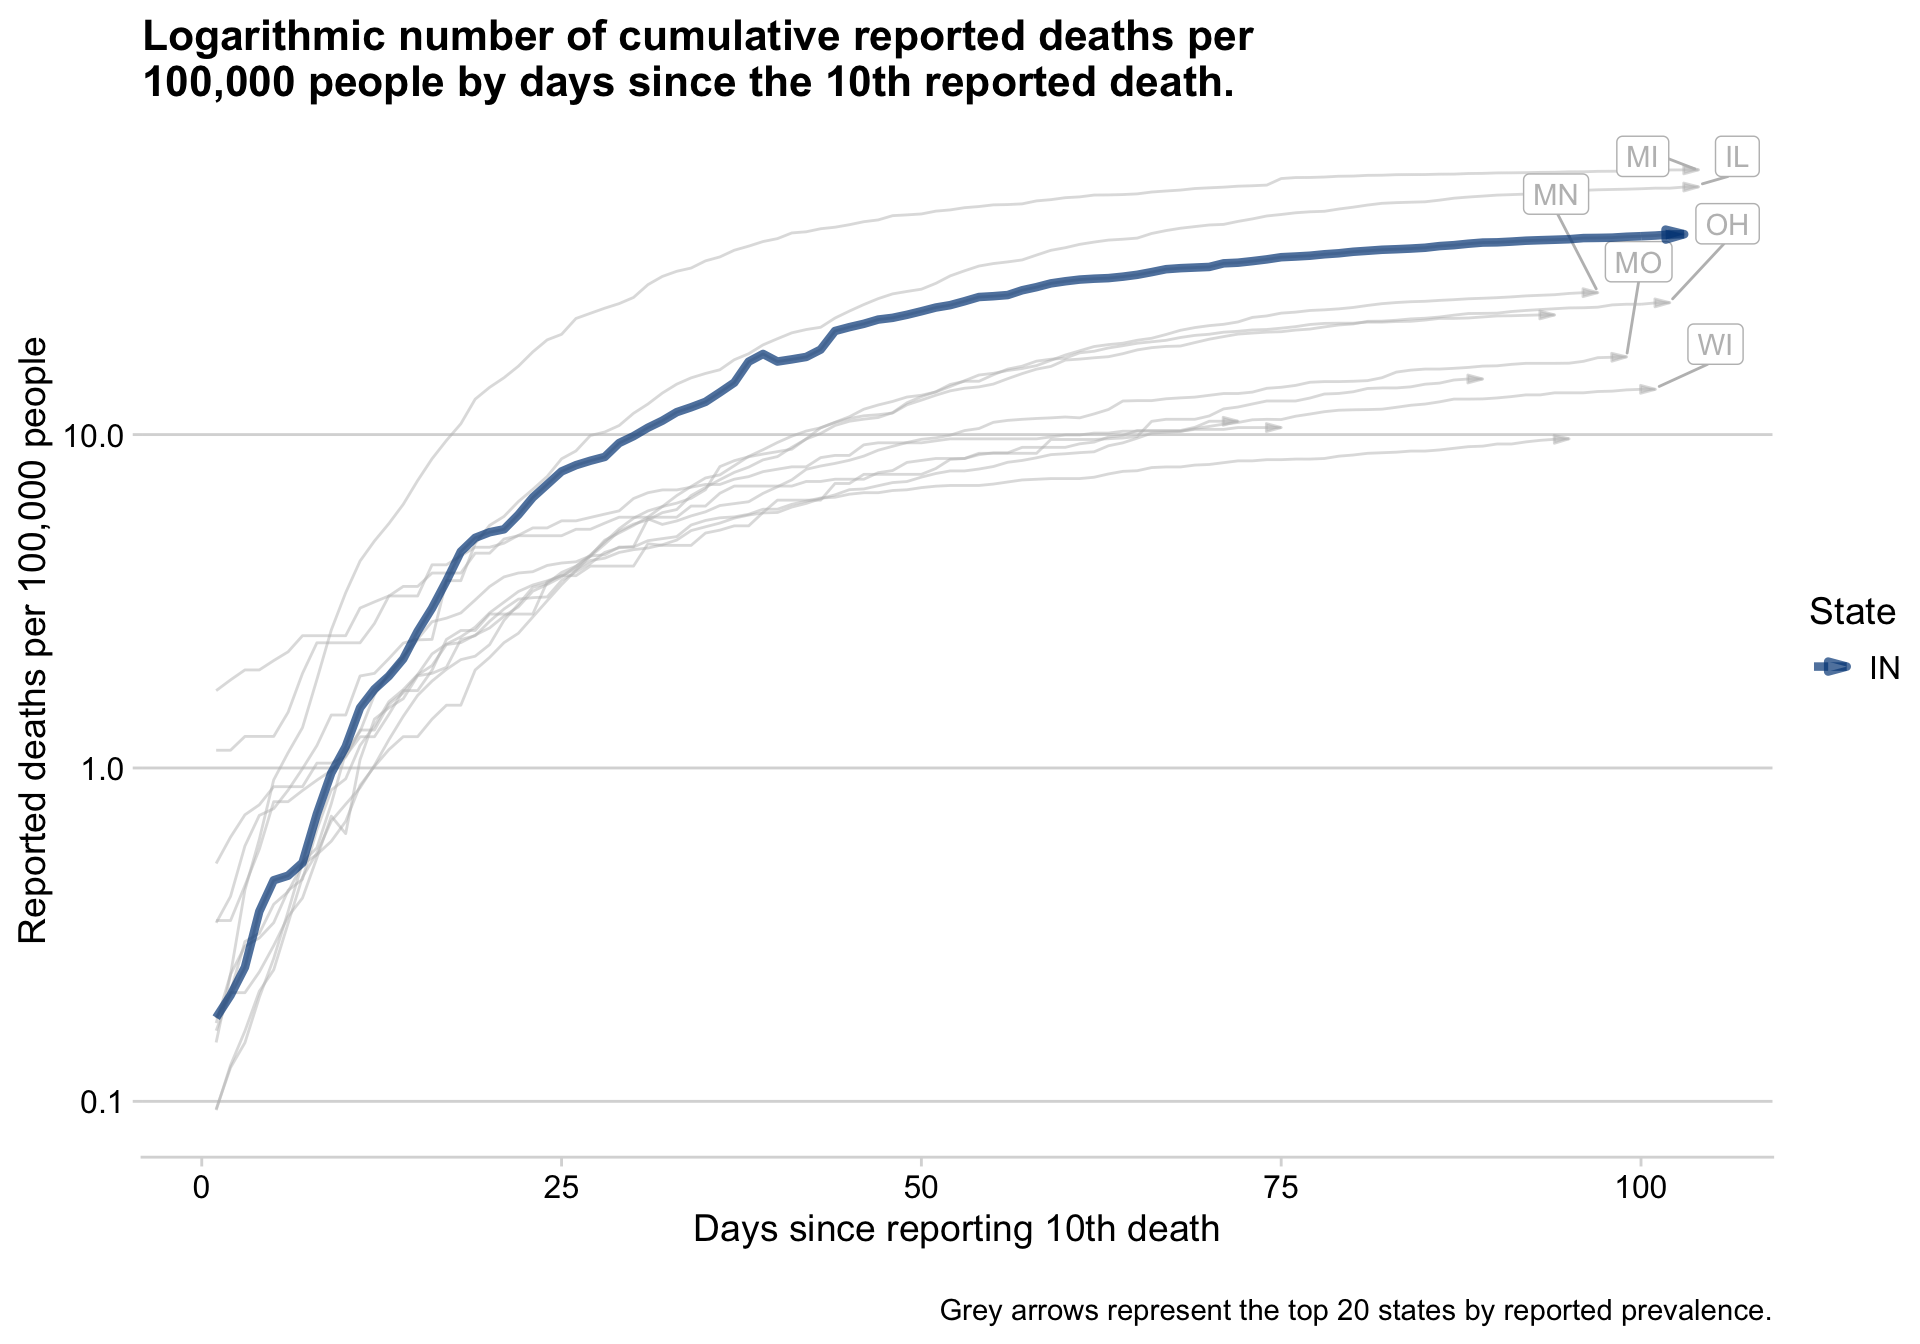 Logarithmic number of cumulative reported deaths per
100,000 people by days since the 10th reported death.
MI
IL
MN
OH
MO
WI
Reported deaths per 100,000 people
10.0
1.0
0.1
State
IN
0
25
50
75
100
Days since reporting 10th death
Grey arrows represent the top 20 states by reported prevalence.